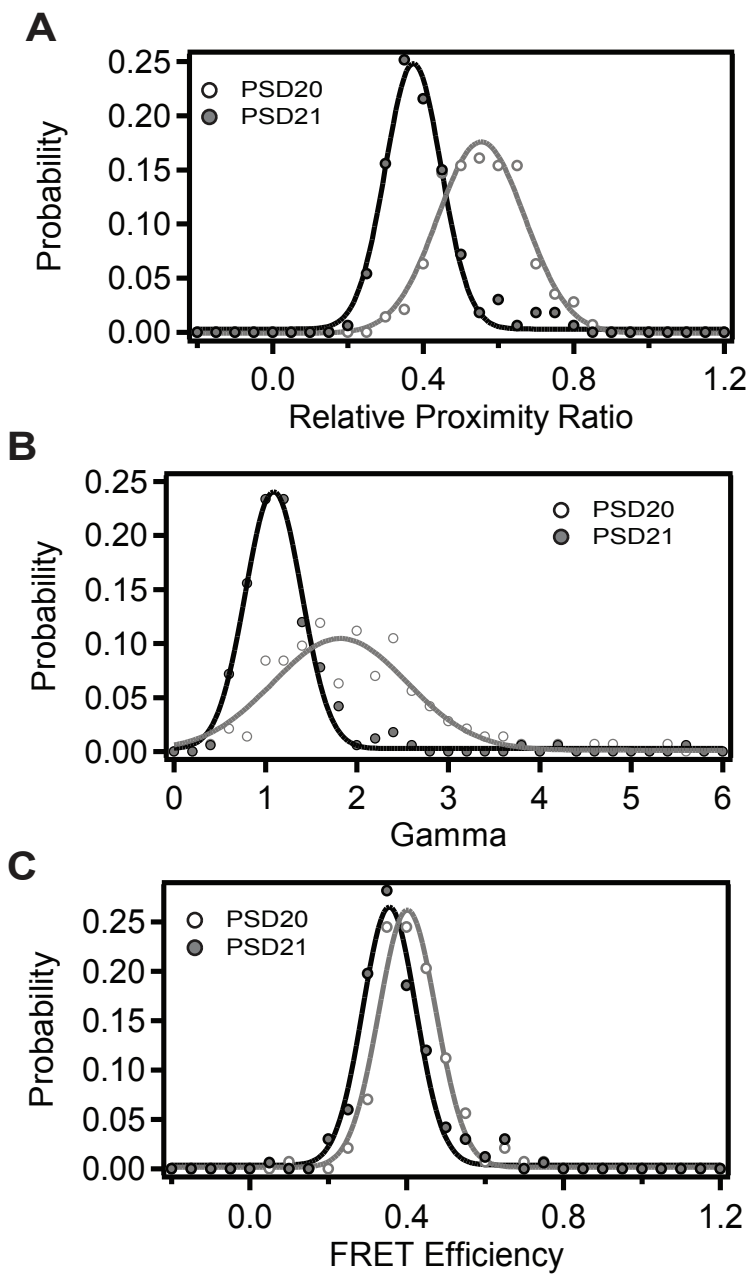 A
0.25
0.20
0.15
0.10
0.05
0.00
Probability
PSD20
PSD21
0.0 0.4 0.8 1.2
Relative Proximity Ratio
B
0.25
0.20
0.15
0.10
0.05
0.00
Probability
PSD20
PSD21
0 1 2 3 4 5 6
Gamma
C
0.25
0.20
0.15
0.10
0.05
0.00
Probability
PSD20
PSD21
0.0 0.4 0.8 1.2
FRET Efficiency